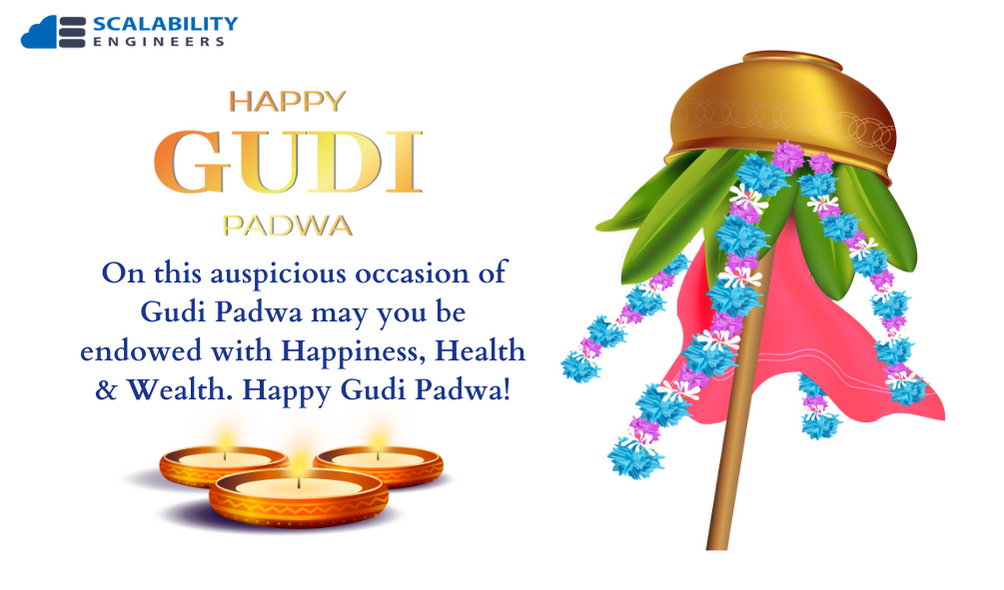 SCALABILITY
ENGINEERS
HAPPY
GUDI
PADWA
On this auspicious occasion of
Gudi Padwa may you be
endowed with Happiness, Health
& Wealth. Happy Gudi Padwa!